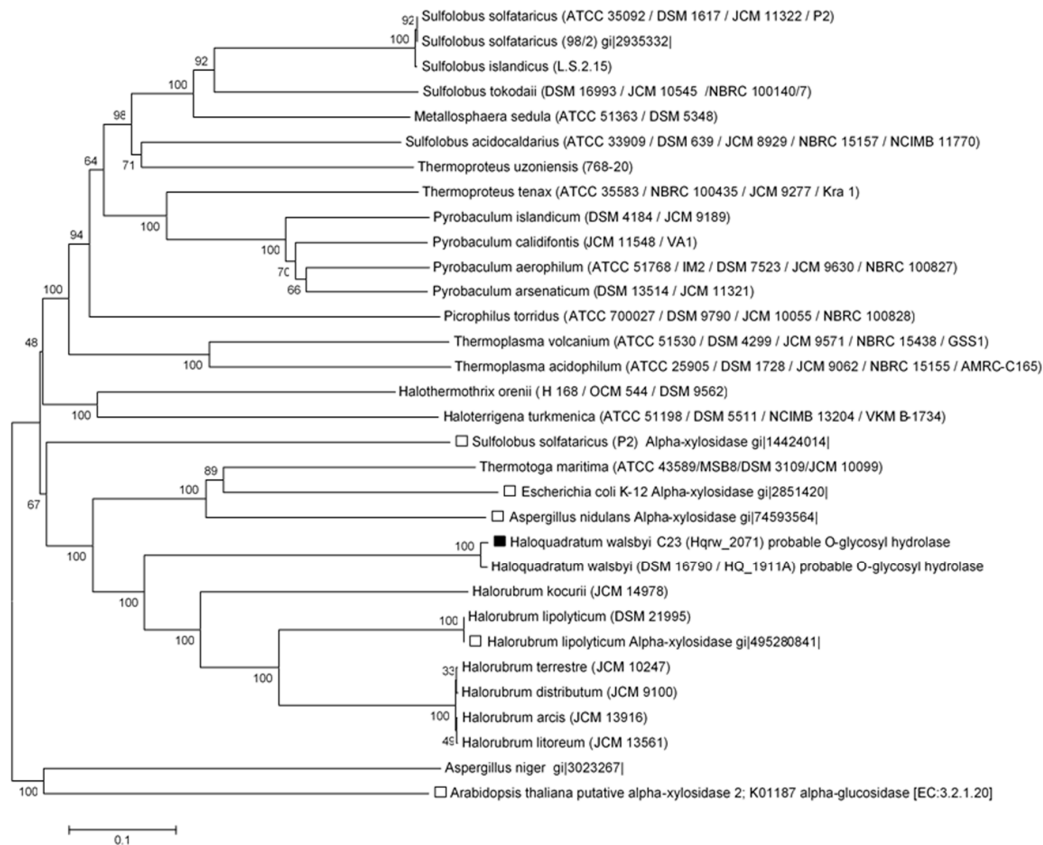 92
Sulfolobus solfataricus (ATCC 35092 / DSM 1617 / JCM 11322 / P2)
100
Sulfolobus solfataricus (98/2) gi|2935332|
92
Sulfolobus islandicus (L.S.2.15)
100
Sulfolobus tokodaii (DSM 16993 / JCM 10545 /NBRC 100140/7)
98
Metallosphaera sedula (ATCC 51363 / DSM 5348)
Sulfolobus acidocaldarius (ATCC 33909 / DSM 639 / JCM 8929 / NBRC 15157 / NCIMB 11770)
64
71
Thermoproteus uzoniensis (768-20)
Thermoproteus tenax (ATCC 35583 / NBRC 100435 / JCM 9277 / Kra 1)
100
Pyrobaculum islandicum (DSM 4184 / JCM 9189)
94
100
Pyrobaculum calidifontis (JCM 11548 / VA1)
70
Pyrobaculum aerophilum (ATCC 51768 / IM2 / DSM 7523 / JCM 9630 / NBRC 100827)
100
66
Pyrobaculum arsenaticum (DSM 13514 / JCM 11321)
Picrophilus torridus (ATCC 700027 / DSM 9790 / JCM 10055 / NBRC 100828)
48
Thermoplasma volcanium (ATCC 51530 / DSM 4299 / JCM 9571 / NBRC 15438 / GSS1)
100
Thermoplasma acidophilum (ATCC 25905 / DSM 1728 / JCM 9062 / NBRC 15155 / AMRC-C165)
Halothermothrix orenii (H 168 / OCM 544 / DSM 9562)
100
Haloterrigena turkmenica (ATCC 51198 / DSM 5511 / NCIMB 13204 / VKM B-1734)
Sulfolobus solfataricus (P2) Alpha-xylosidase gi|14424014|
89
Thermotoga maritima (ATCC 43589/MSB8/DSM 3109/JCM 10099)
100
Escherichia coli K-12 Alpha-xylosidase gi|2851420|
67
Aspergillus nidulans Alpha-xylosidase gi|74593564|
100
100
Haloquadratum walsbyi C23 (Hqrw_2071) probable O-glycosyl hydrolase
Haloquadratum walsbyi (DSM 16790 / HQ_1911A) probable O-glycosyl hydrolase
100
Halorubrum kocurii (JCM 14978)
100
100
Halorubrum lipolyticum (DSM 21995)
Halorubrum lipolyticum Alpha-xylosidase gi|495280841|
100
33
Halorubrum terrestre (JCM 10247)
Halorubrum distributum (JCM 9100)
100
Halorubrum arcis (JCM 13916)
49
Halorubrum litoreum (JCM 13561)
Aspergillus niger gi|3023267|
100
Arabidopsis thaliana putative alpha-xylosidase 2; K01187 alpha-glucosidase [EC:3.2.1.20]
0.1